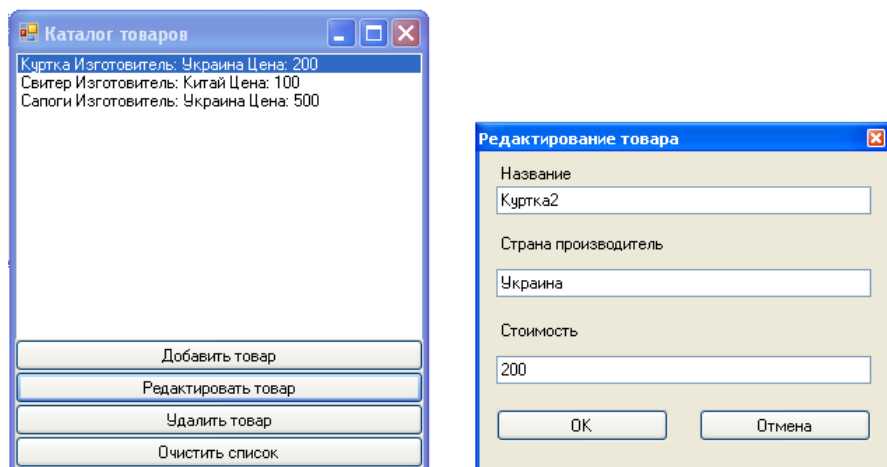 Каталог товаров
Куртка Изготовитель: Украина Цена: 200
Свитер Изготовитель: Китай Цена: 100
Сапоги Изготовитель: Украина Цена: 500
Добавить товар
Редактировать товар
Удалить товар
Очистить список
Редактирование товара
Название
Куртка2
Страна производитель
Украина
Стоимость
200
OK
Отмена